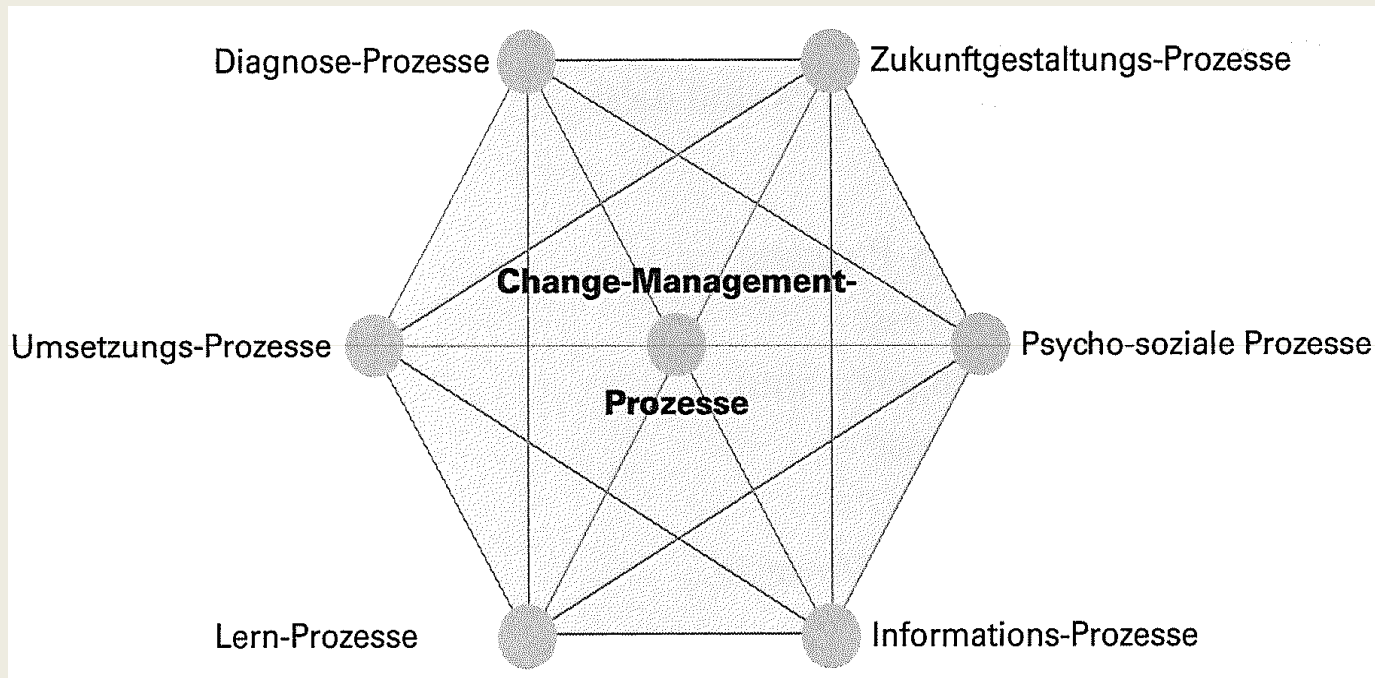 Diagnose-Prozesse
Zukunftgestaltungs-Prozesse
Change-Management-
Umsetzungs-Prozesse
Psycho-soziale Prozesse
Prozesse
Lern-Prozesse
Informations-Prozesse